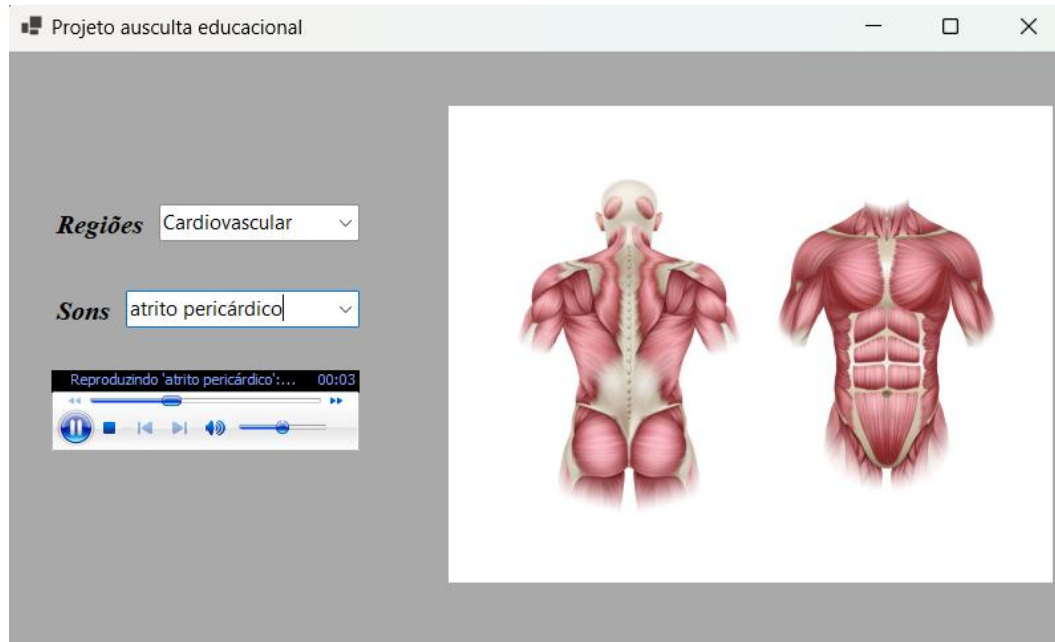 Projeto ausculta educacional
Regiões Cardiovascular
Sons atrito pericárdico
Reproduzindo 'atrito pericárdico':... 00:03